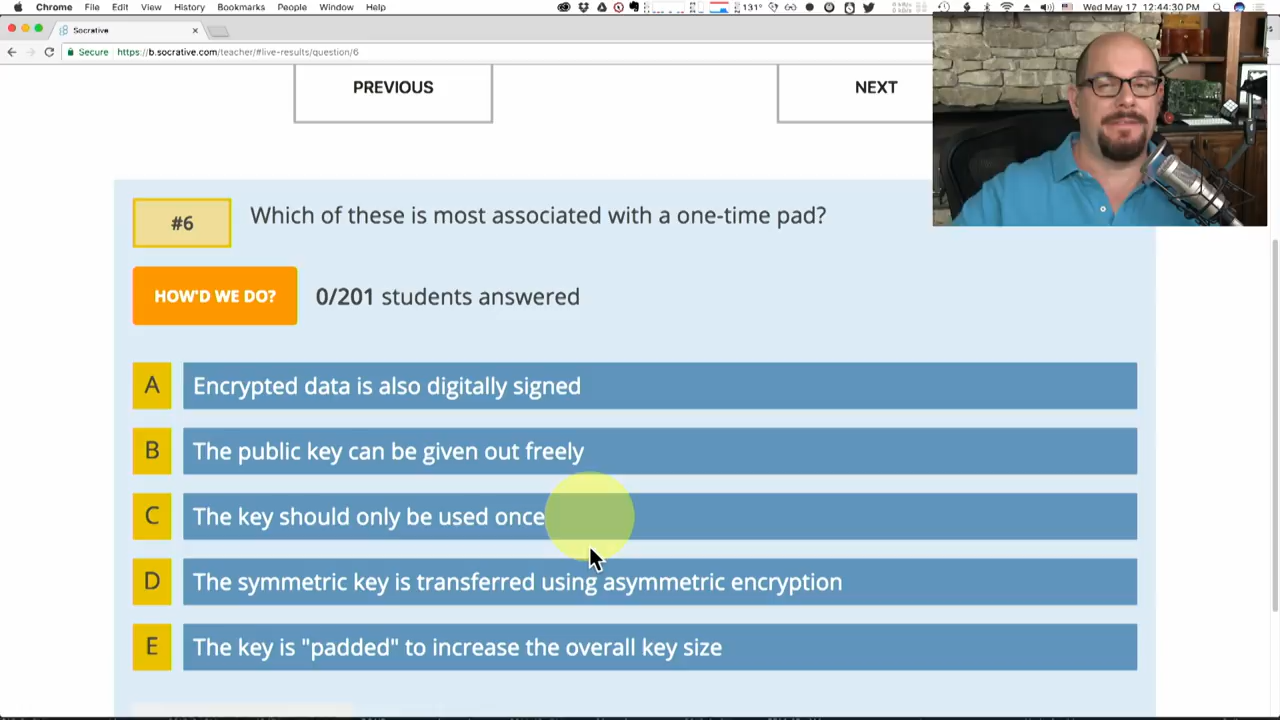 Chrome File Edit View History Bookmarks People Window Help 131° Wed May 17 12:44:30 PM
Socrative
Secure https://b.socrative.com/teacher/#live-results/question/6
PREVIOUS NEXT
#6 Which of these is most associated with a one-time pad?
HOW'D WE DO? 0/201 students answered
A Encrypted data is also digitally signed
B The public key can be given out freely
C The key should only be used once
D The symmetric key is transferred using asymmetric encryption
E The key is "padded" to increase the overall key size